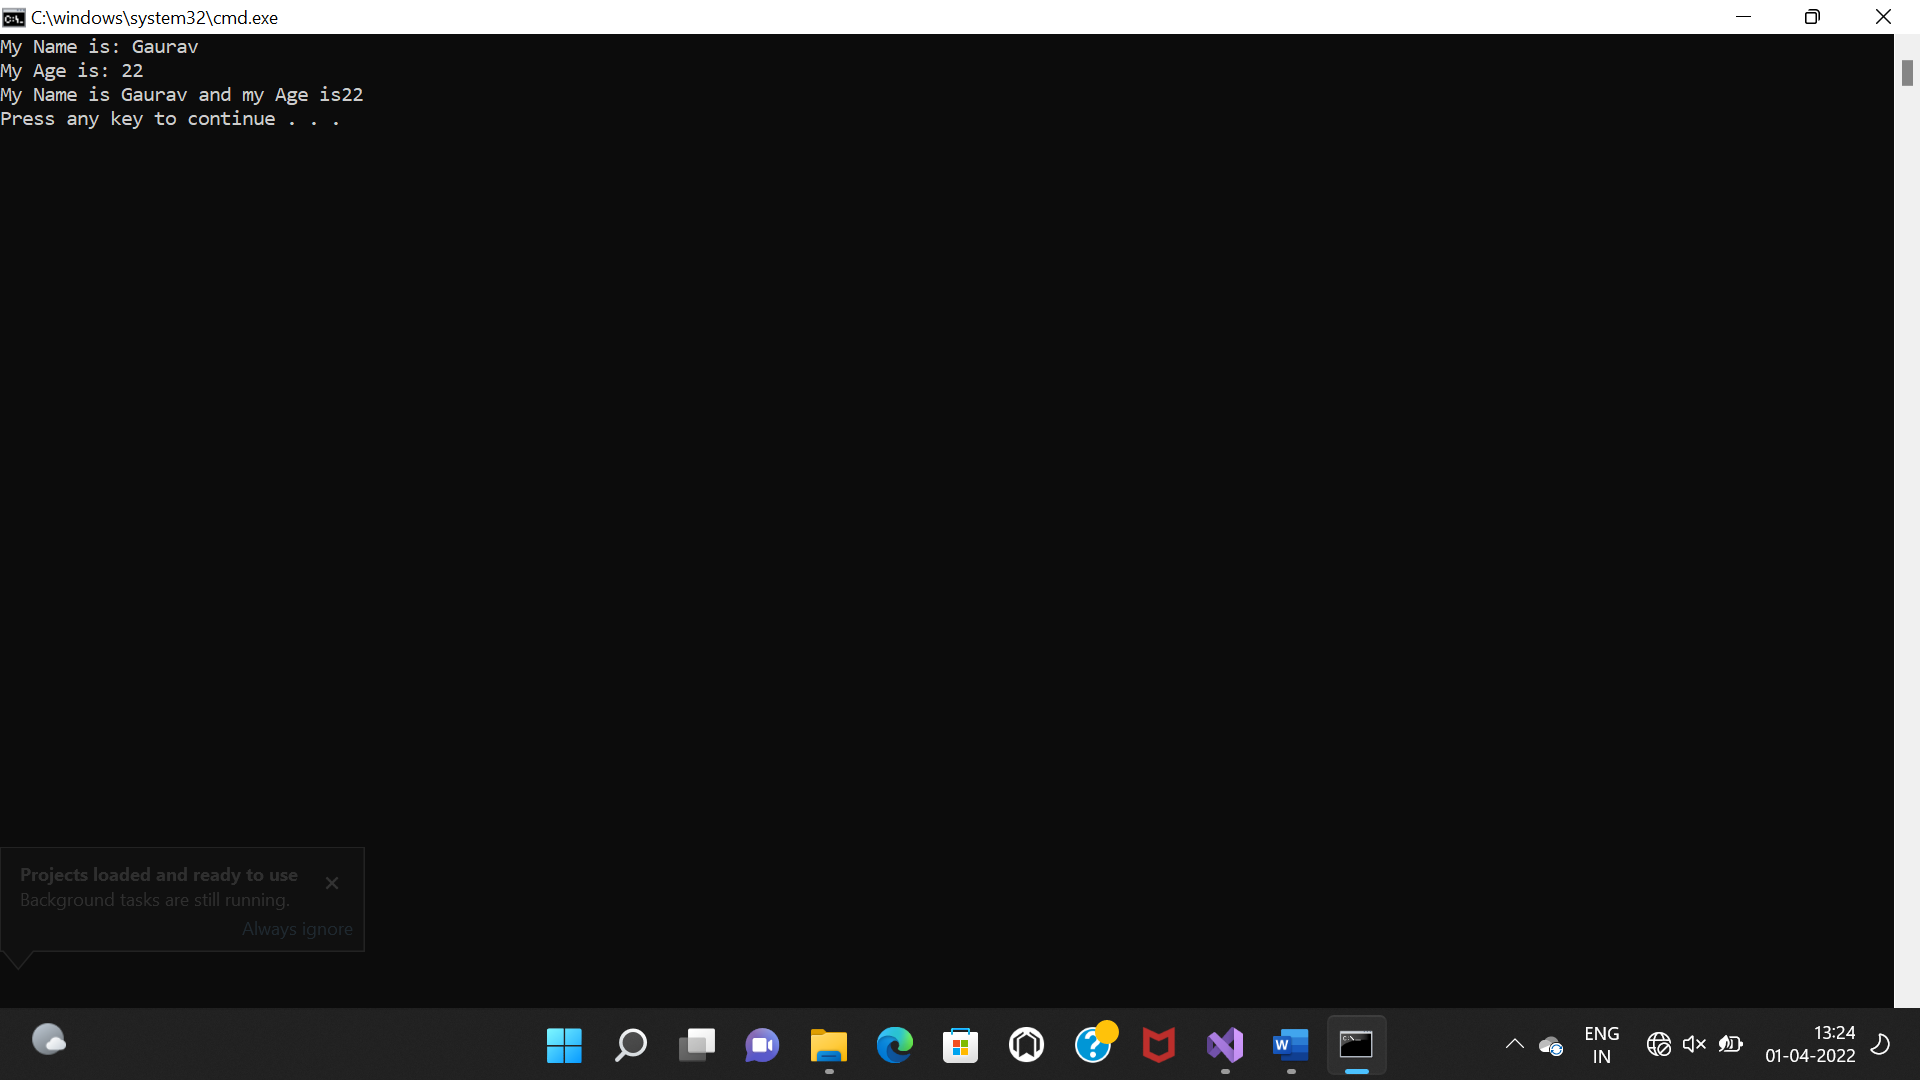 C:\windows\system32\cmd.exe
My Name is: Gaurav
My Age is: 22
My Name is Gaurav and my Age is22
Press any key to continue . . .
Projects loaded and ready to use
Background tasks are still running.
Always ignore
ENG
IN
13:24
01-04-2022